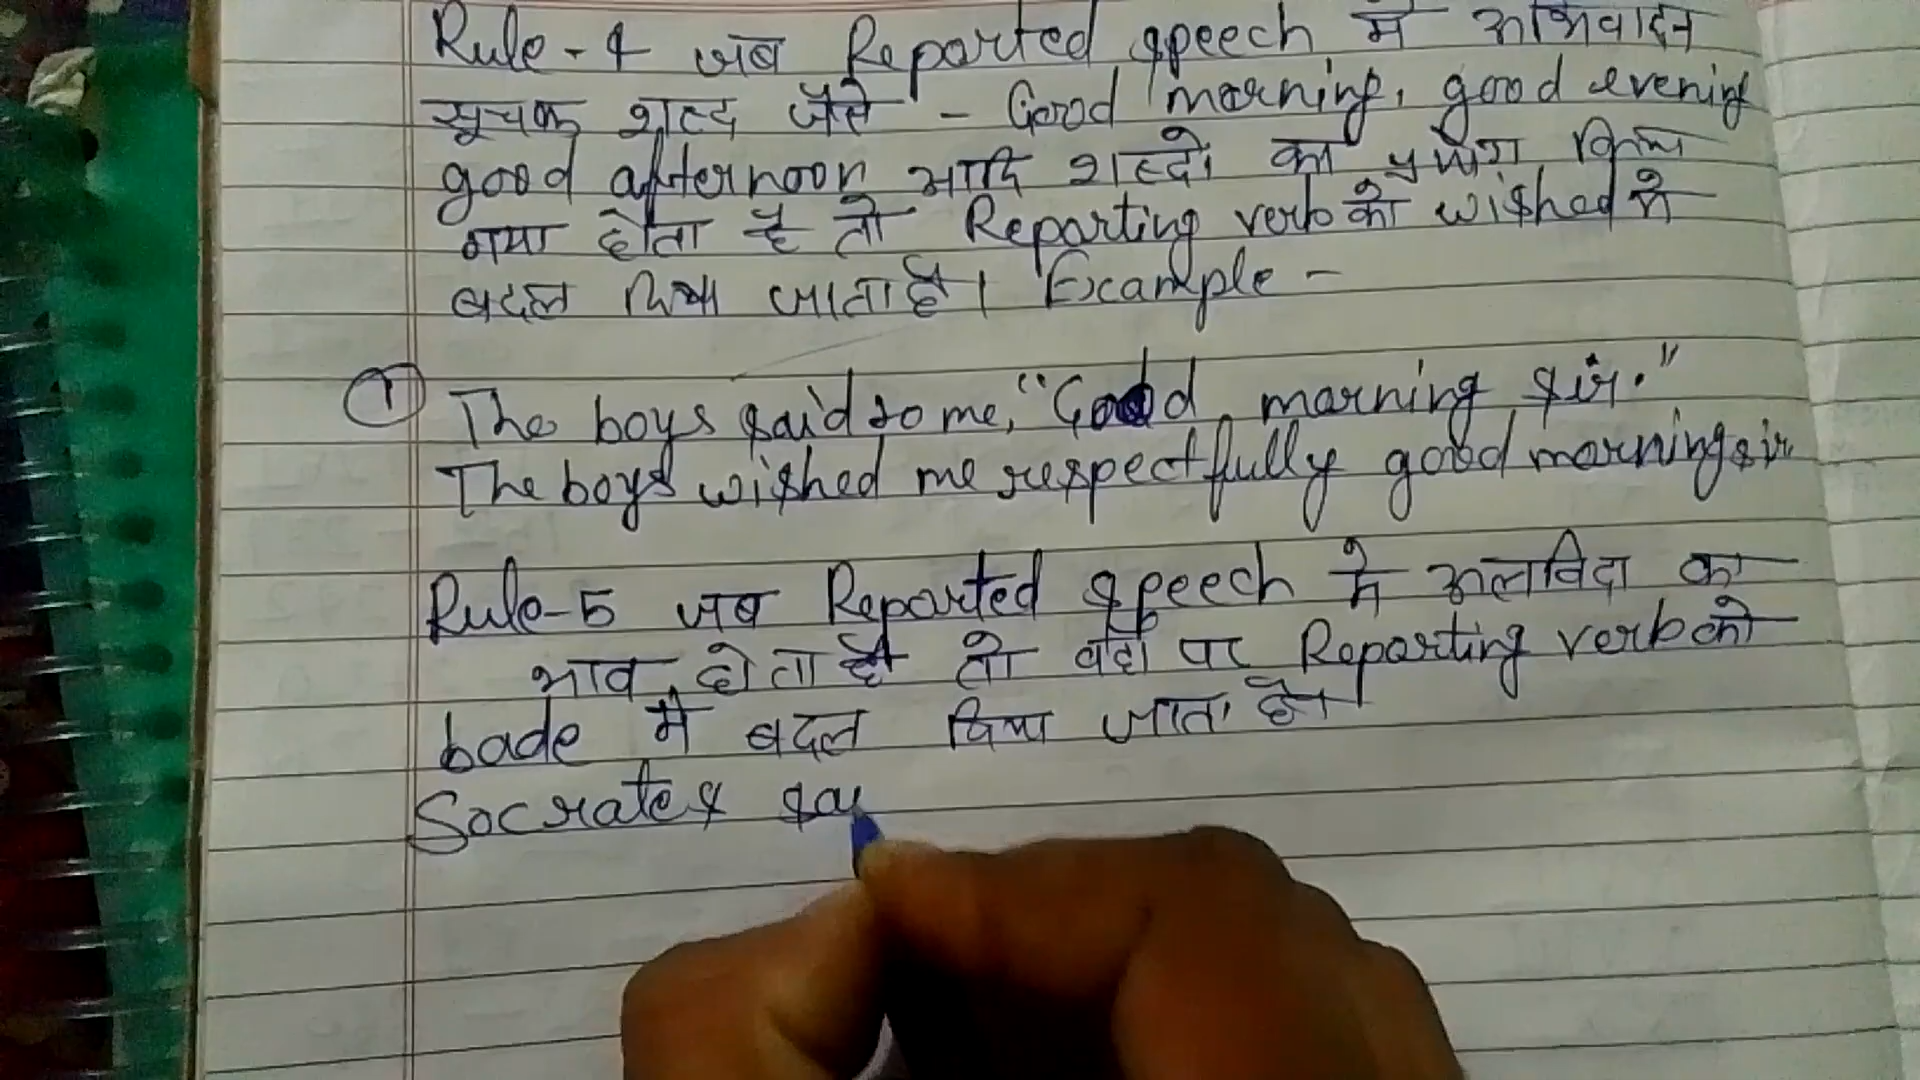 Rule-4 जब Reported speech में अभिवादन
सूचक शब्द जैसे - Good morning, good evening
good afternoon आदि शब्दों का प्रयोग किया
गया होता है तो Reporting verb को wished मे
बदल दिया जाता है। Example -
① The boys said to me, "Good morning sir."
The boys wished me respectfully good morning sir
Rule-5 जब Reported speech मे अलविदा का
भाव होता है तो वहाँ पर Reporting verb को
bade में बदल दिया जाता है।
Socrates sa